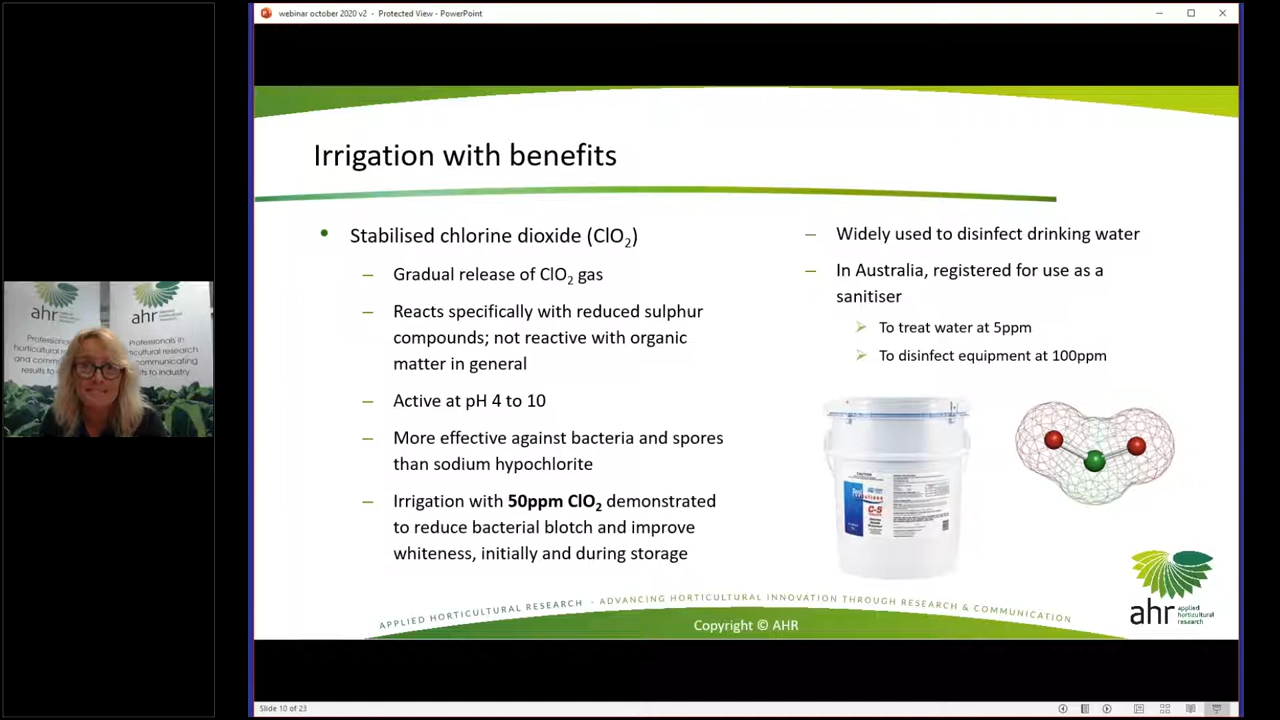 webinar october 2020 v2 - Protected View - PowerPoint
Irrigation with benefits
• Stabilised chlorine dioxide (ClO₂)
– Gradual release of ClO₂ gas
– Reacts specifically with reduced sulphur
compounds; not reactive with organic
matter in general
– Active at pH 4 to 10
– More effective against bacteria and spores
than sodium hypochlorite
– Irrigation with 50ppm ClO₂ demonstrated
to reduce bacterial blotch and improve
whiteness, initially and during storage
– Widely used to disinfect drinking water
– In Australia, registered for use as a
sanitiser
To treat water at 5ppm
To disinfect equipment at 100ppm
C-5
APPLIED HORTICULTURAL RESEARCH - ADVANCING HORTICULTURAL INNOVATION THROUGH RESEARCH & COMMUNICATION
Copyright © AHR
ahr applied
horticultural
research
Slide 10 of 23
ahr
ahr
Professionals in